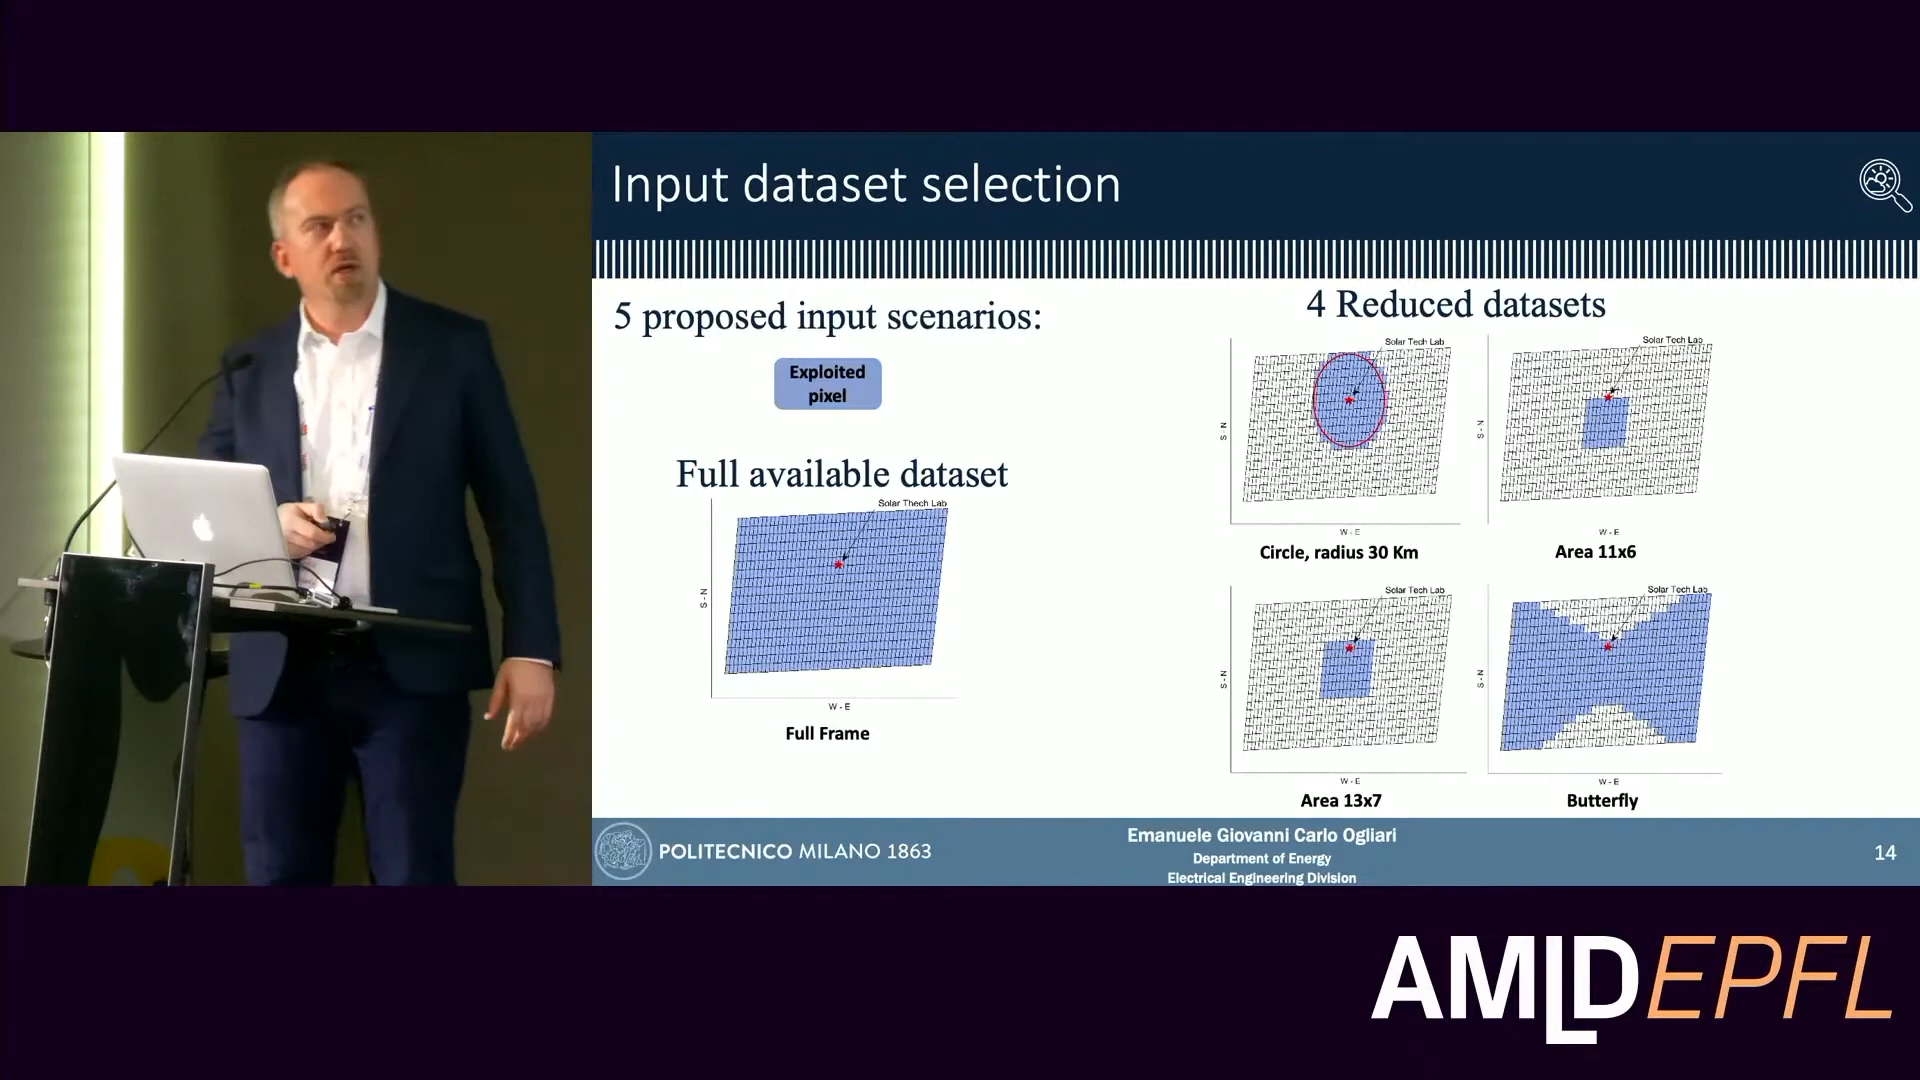 Input dataset selection
5 proposed input scenarios:
Exploited
pixel
Full available dataset
Solar Thech Lab
S - N
W - E
Full Frame
4 Reduced datasets
Solar Tech Lab
S - N
W - E
Circle, radius 30 Km
Solar Tech Lab
S - N
W - E
Area 11x6
Solar Tech Lab
S - N
W - E
Area 13x7
Solar Tech Lab
S - N
W - E
Butterfly
POLITECNICO MILANO 1863
Emanuele Giovanni Carlo Ogliari
Department of Energy
Electrical Engineering Division
14
AMLDEPFL